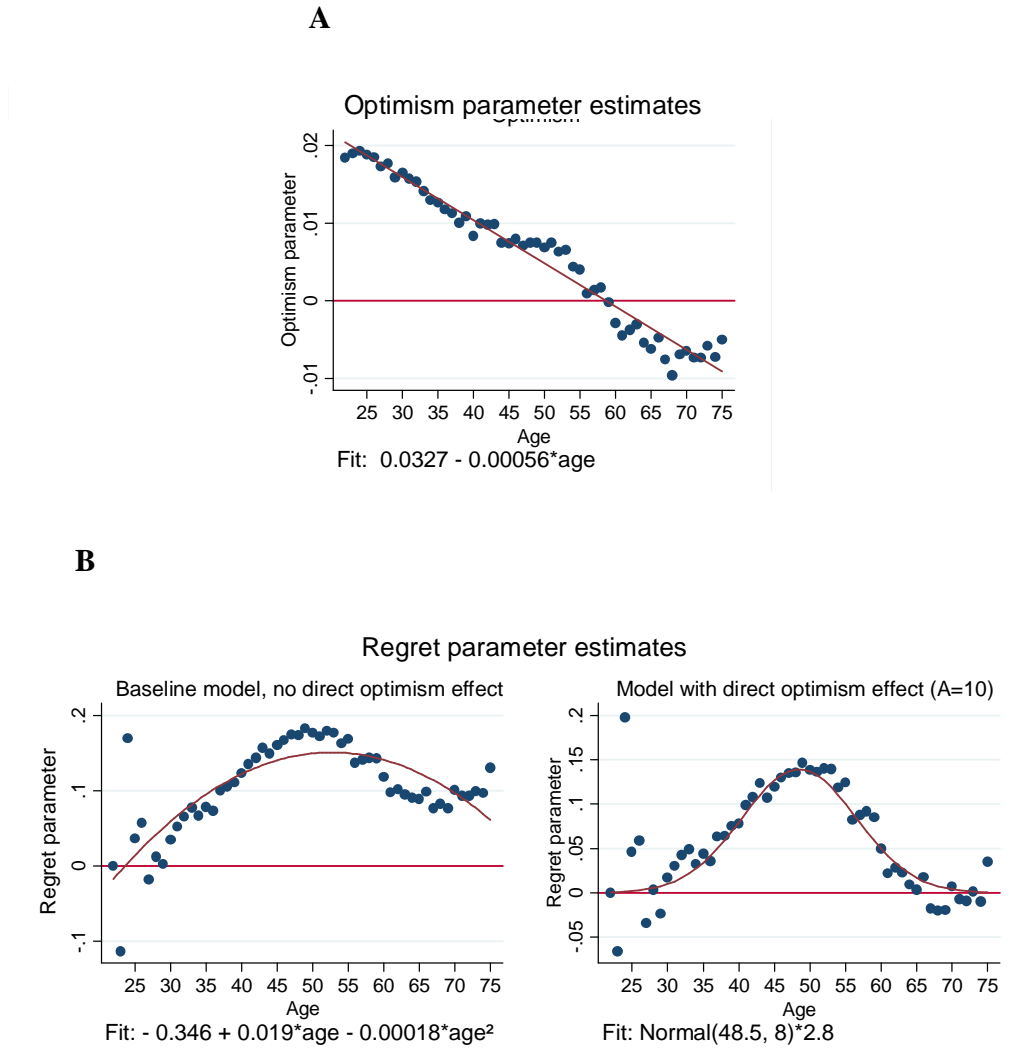 A
Optimism parameter estimates
Optimism
Optimism parameter
.02
.01
0
-.01
25 30 35 40 45 50 55 60 65 70 75
Age
Fit: 0.0327 - 0.00056*age
B
Regret parameter estimates
Baseline model, no direct optimism effect
Regret parameter
.2
.1
0
-.1
25 30 35 40 45 50 55 60 65 70 75
Age
Fit: - 0.346 + 0.019*age - 0.00018*age²
Model with direct optimism effect (A=10)
Regret parameter
.2
.15
.1
.05
0
-.05
25 30 35 40 45 50 55 60 65 70 75
Age
Fit: Normal(48.5, 8)*2.8